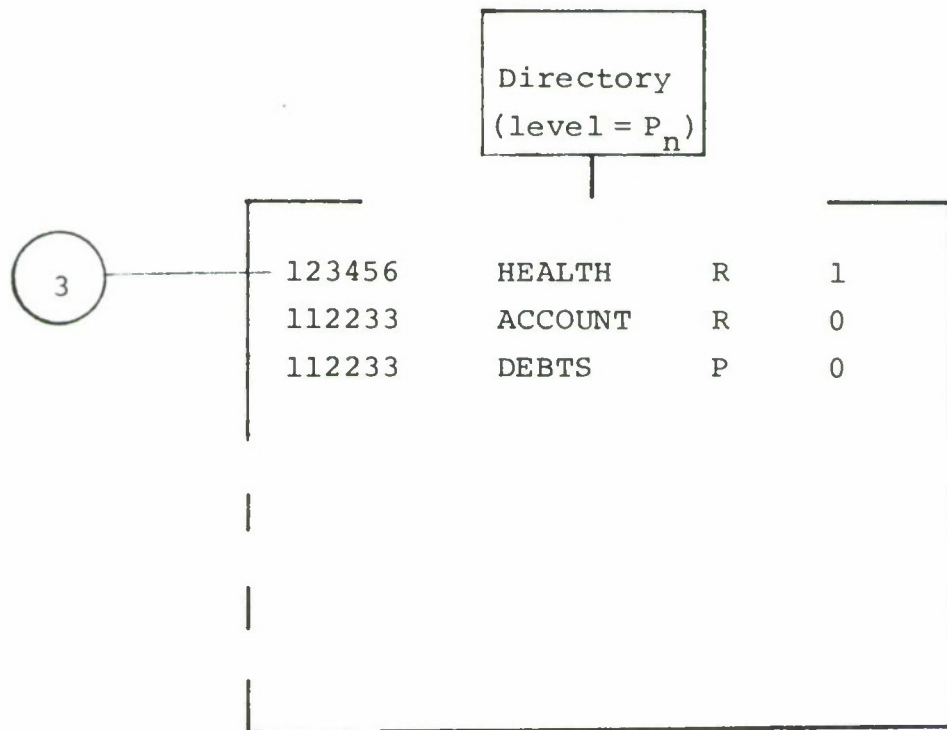 Directory
(level = Pn)
3
123456 HEALTH R 1
112233 ACCOUNT R 0
112233 DEBTS P 0